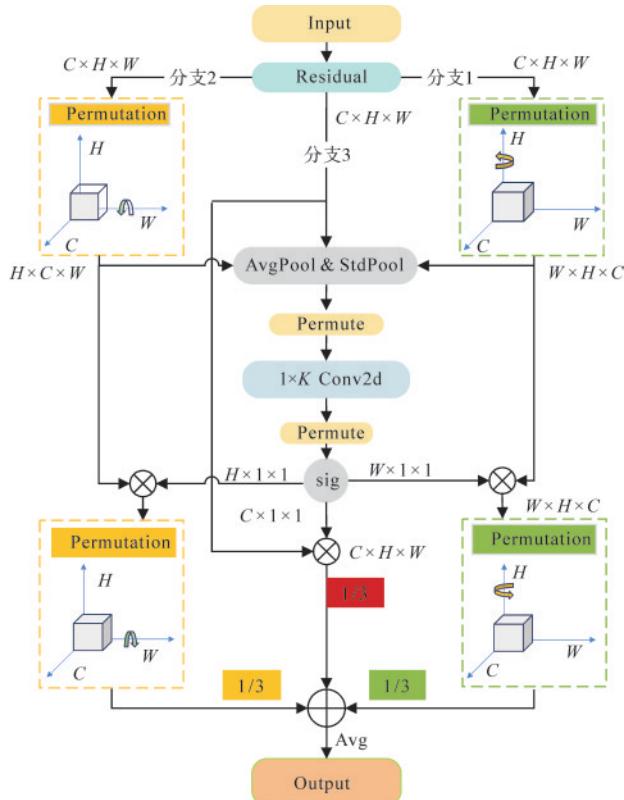 Input
C×H×W
分支2
Residual
分支1
C×H×W
Permutation
C×H×W
Permutation
H
W
C
分支3
H
W
C
H×C×W
AvgPool & StdPool
W×H×C
Permute
1×K Conv2d
Permute
H×1×1
sig
W×1×1
C×1×1
W×H×C
Permutation
C×H×W
Permutation
H
W
C
1/3
H
W
C
1/3
1/3
Avg
Output